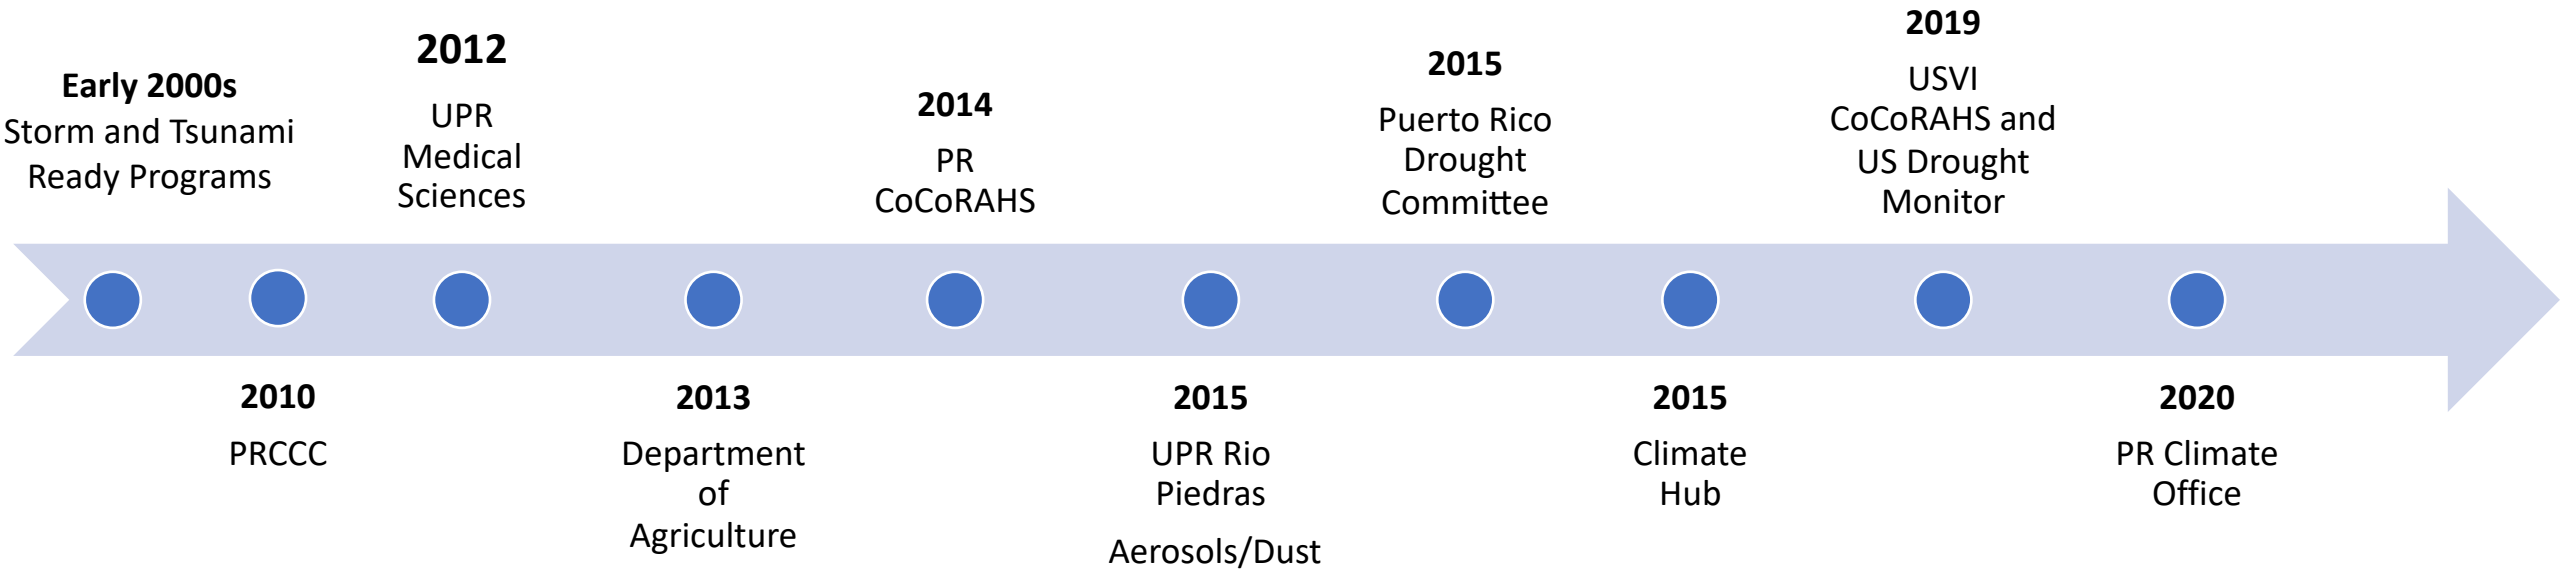 Early 2000s
Storm and Tsunami
Ready Programs
2010
PRCCC
2012
UPR
Medical
Sciences
2013
Department
of
Agriculture
2014
PR
CoCoRAHS
2015
UPR Rio
Piedras
Aerosols/Dust
2015
Puerto Rico
Drought
Committee
2015
Climate
Hub
2019
USVI
CoCoRAHS and
US Drought
Monitor
2020
PR Climate
Office